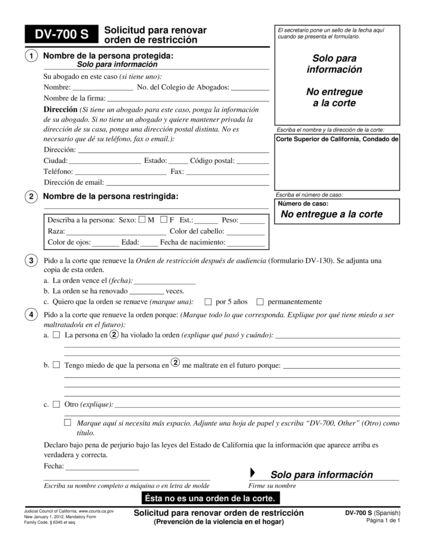 DV-700 S
Solicitud para renovar
orden de restricción
El secretario pone un sello de la fecha aquí
cuando se presenta el formulario.
Solo para
información
No entregue
a la corte
1 Nombre de la persona protegida:
Solo para información
Su abogado en este caso (si tiene uno):
Nombre: No. del Colegio de Abogados:
Nombre de la firma:
Dirección (Si tiene un abogado para este caso, ponga la información
de su abogado. Si no tiene un abogado y quiere mantener privada la
dirección de su casa, ponga una dirección postal distinta. No es
necesario que dé su teléfono, fax o email.):
Dirección:
Ciudad: Estado: Código postal:
Teléfono: Fax:
Dirección de email:
Escriba el nombre y la dirección de la corte:
Corte Superior de California, Condado de
Escriba el número de caso:
Número de caso:
No entregue a la corte
2 Nombre de la persona restringida:
Describa a la persona: Sexo: M F Est.: Peso:
Raza: Color del cabello:
Color de ojos: Edad: Fecha de nacimiento:
3 Pido a la corte que renueve la Orden de restricción después de audiencia (formulario DV-130). Se adjunta una
copia de esta orden.
a. La orden vence el (fecha):
b. La orden se ha renovado veces.
c. Quiero que la orden se renueve (marque una): por 5 años permanentemente
4 Pido a la corte que renueve la orden porque: (Marque todo lo que corresponda. Explique por qué tiene miedo a ser
maltratado/a en el futuro):
a. La persona en 2 ha violado la orden (explique qué pasó y cuándo):
b. Tengo miedo de que la persona en 2 me maltrate en el futuro porque:
c. Otro (explique):
Marque aquí si necesita más espacio. Adjunte una hoja de papel y escriba “DV-700, Other” (Otro) como
título.
Declaro bajo pena de perjurio bajo las leyes del Estado de California que la información que aparece arriba es
verdadera y correcta.
Fecha:
Solo para información
Escriba su nombre completo a máquina o en letra de molde Firme su nombre
Ésta no es una orden de la corte.
Judicial Council of California, www.courts.ca.gov
New January 1, 2012, Mandatory Form
Family Code, § 6345 et seq.
Solicitud para renovar orden de restricción
(Prevención de la violencia en el hogar)
DV-700 S (Spanish)
Página 1 de 1